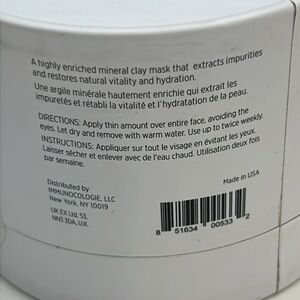 A highly enriched mineral clay mask that extracts impurities
and restores natural vitality and hydration.
Une argile minérale hautement enrichie qui extrait les
impuretés et rétabli la vitalité et l'hydratation de la peau.
DIRECTIONS: Apply thin amount over entire face, avoiding the
eyes. Let dry and remove with warm water. Use up to twice weekly.
INSTRUCTIONS: Appliquer sur tout le visage en évitant les yeux.
Laisser sécher et enlever avec de l'eau chaud. Utilisation deux fois
par semaine.
Distributed by
IMMUNOCOLOGIE, LLC
New York, NY 10019
UK EX Ltd, 53,
NN3 3DA, U.K.
Made in USA
8 51634 00533 2